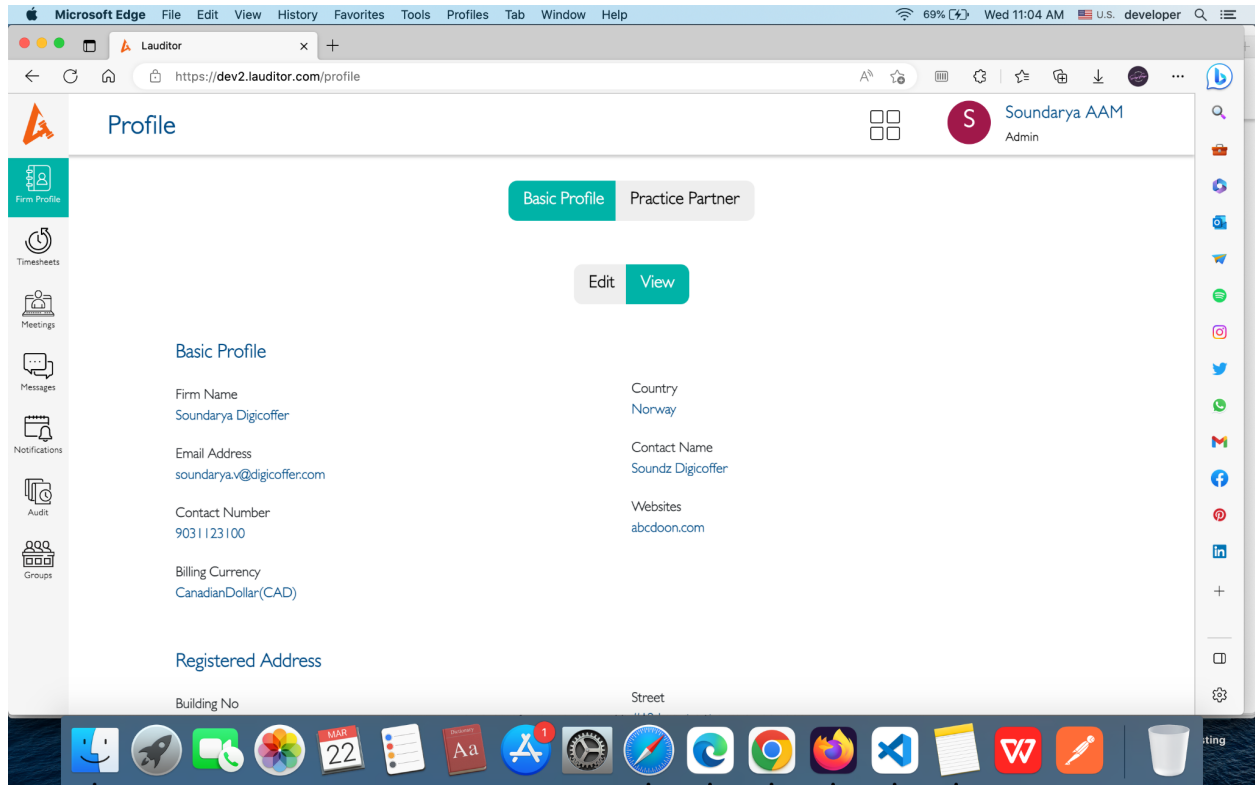 Microsoft Edge File Edit View History Favorites Tools Profiles Tab Window Help 69% Wed 11:04 AM U.S. developer
Lauditor
https://dev2.lauditor.com/profile
Profile
S
Soundarya AAM
Admin
Firm Profile
Timesheets
Meetings
Messages
Notifications
Audit
Groups
Basic Profile Practice Partner
Edit View
Basic Profile
Firm Name
Soundarya Digicoffer
Country
Norway
Email Address
soundarya.v@digicoffer.com
Contact Name
Soundz Digicoffer
Contact Number
9031123100
Websites
abcdoon.com
Billing Currency
CanadianDollar(CAD)
Registered Address
Building No
Street
MAR
22
Dictionary
Aa
1